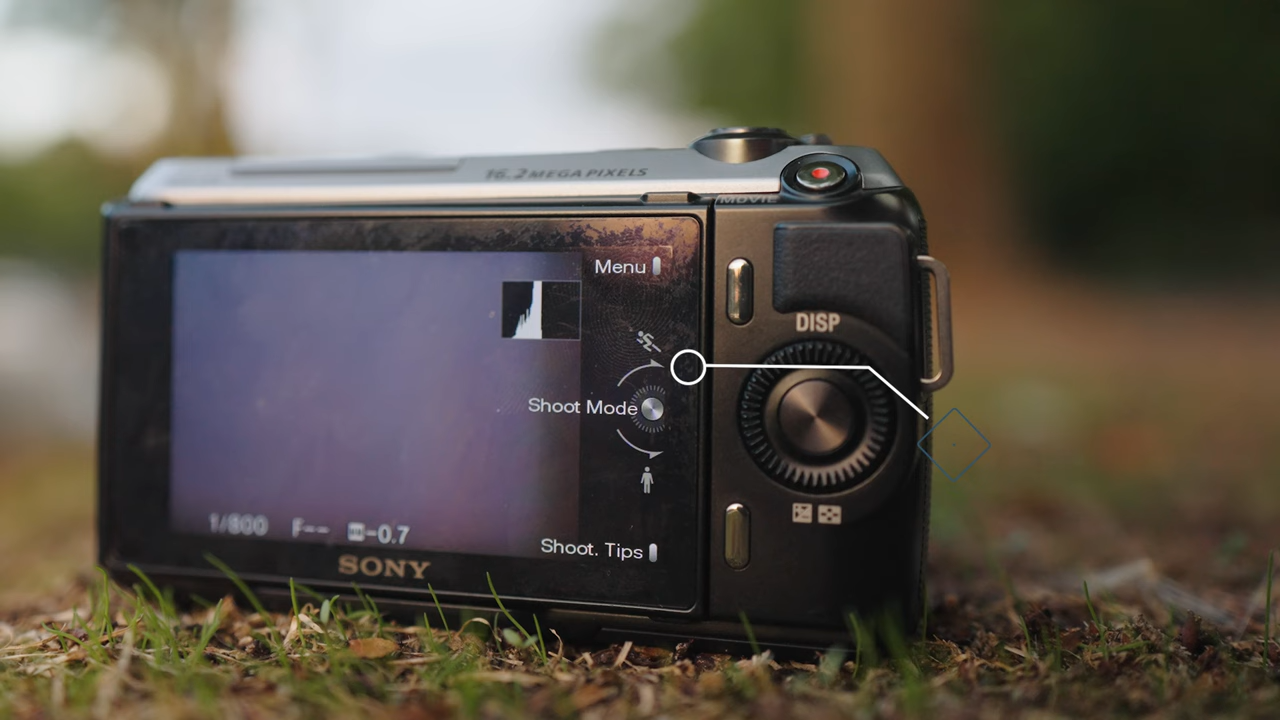 16.2 MEGA PIXELS
MOVIE
Menu
DISP
Shoot Mode
1/800 F-- -0.7
Shoot. Tips
SONY